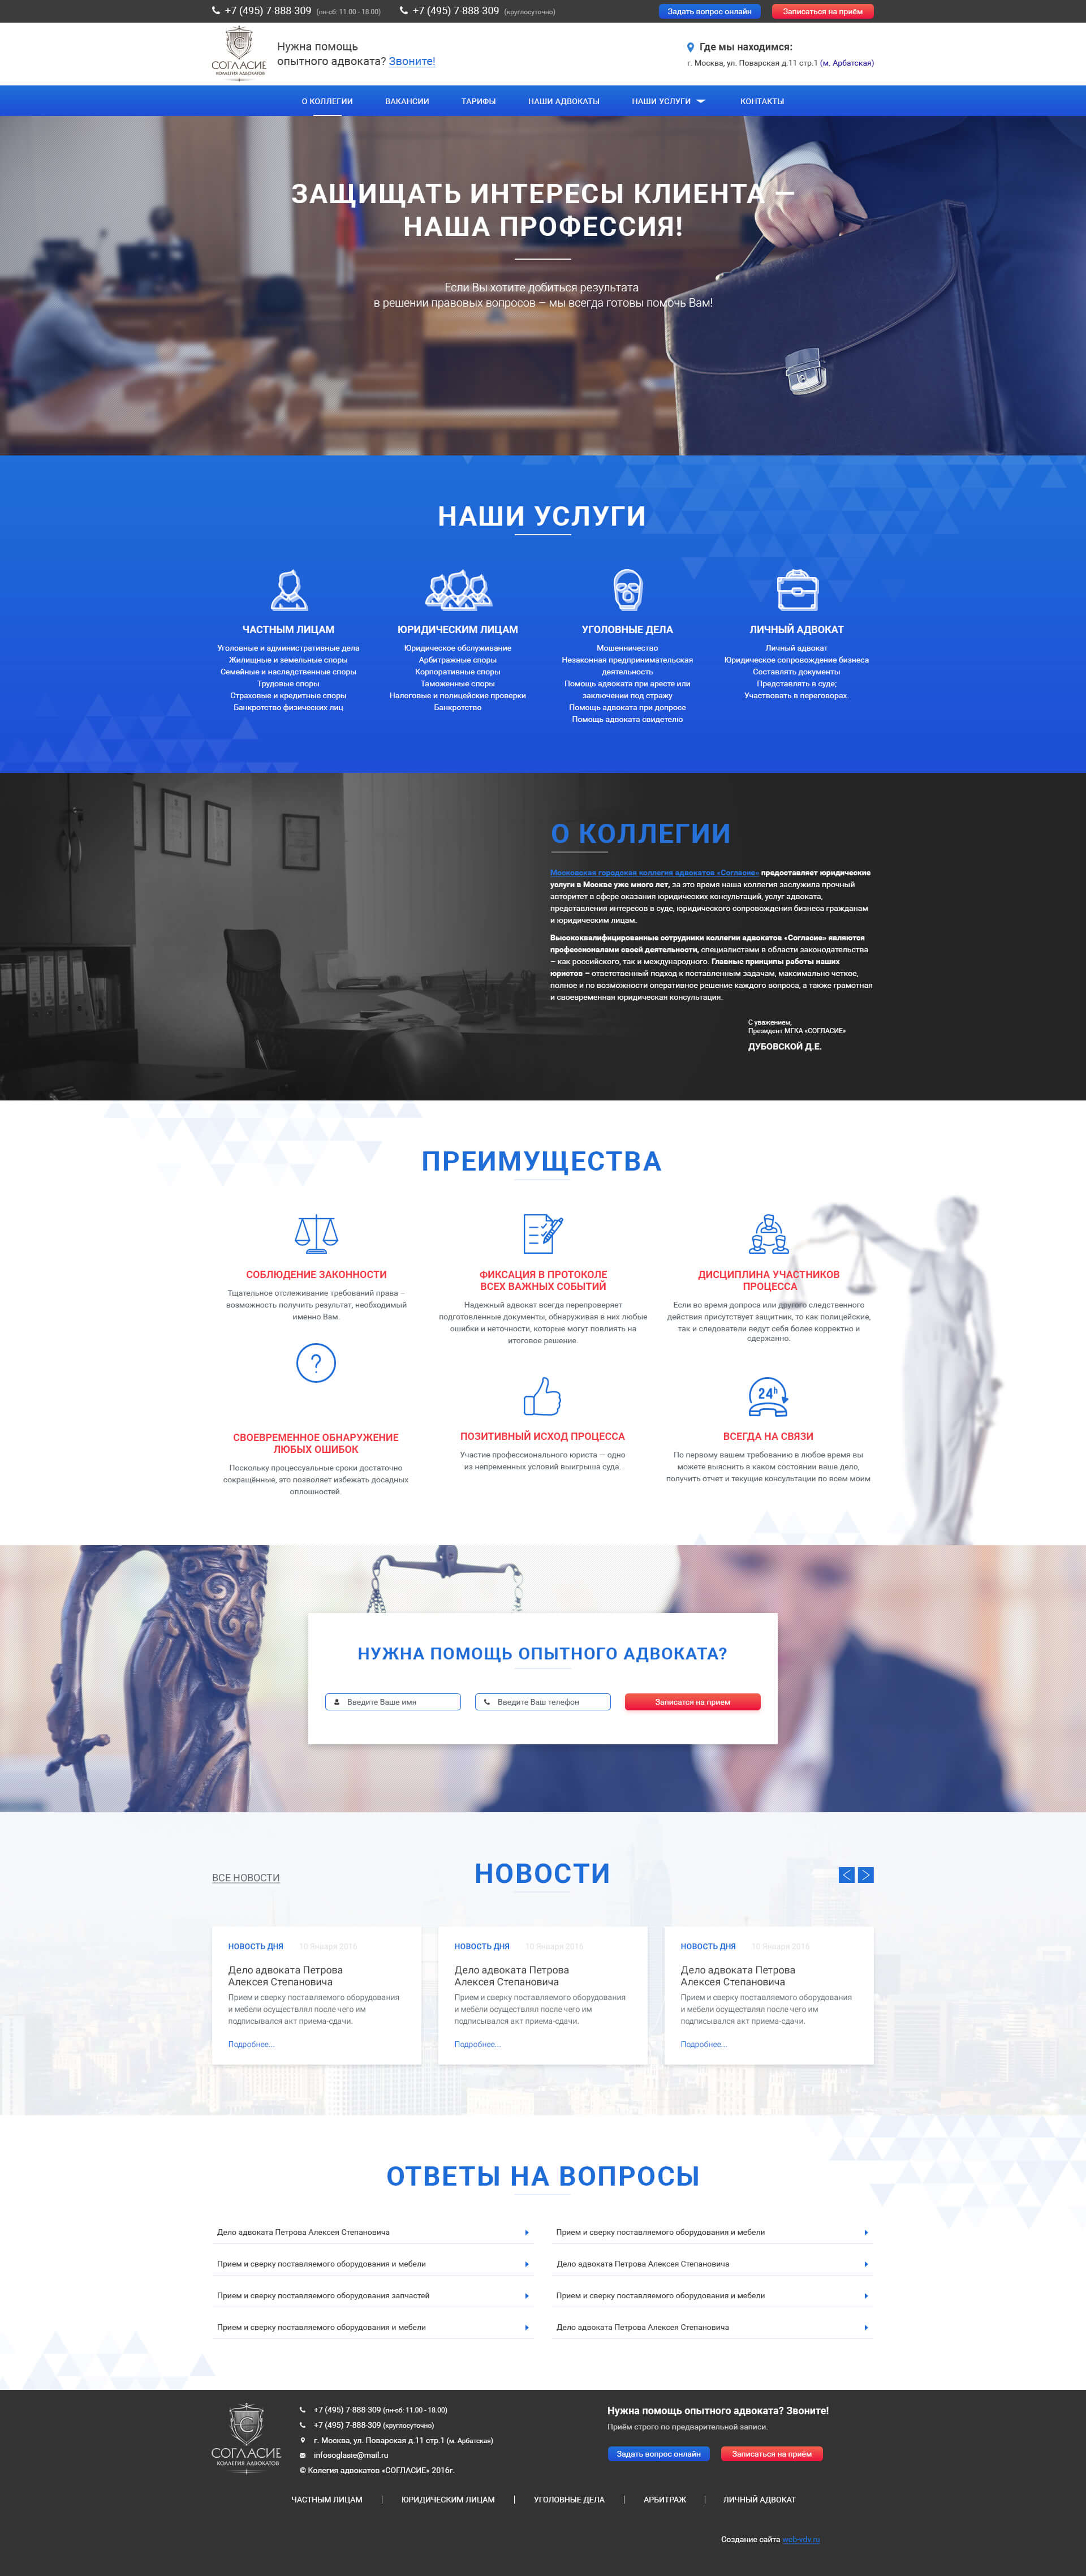 +7 (495) 7-888-309 (пн-сб: 11.00 - 18.00) +7 (495) 7-888-309 (круглосуточно) Задать вопрос онлайн Записаться на приём
СОГЛАСИЕ
КОЛЛЕГИЯ АДВОКАТОВ
Нужна помощь
опытного адвоката? Звоните!
Где мы находимся:
г. Москва, ул. Поварская д.11 стр.1 (м. Арбатская)
О КОЛЛЕГИИ ВАКАНСИИ ТАРИФЫ НАШИ АДВОКАТЫ НАШИ УСЛУГИ КОНТАКТЫ
ЗАЩИЩАТЬ ИНТЕРЕСЫ КЛИЕНТА –
НАША ПРОФЕССИЯ!
Если Вы хотите добиться результата
в решении правовых вопросов – мы всегда готовы помочь Вам!
НАШИ УСЛУГИ
ЧАСТНЫМ ЛИЦАМ
Уголовные и административные дела
Жилищные и земельные споры
Семейные и наследственные споры
Трудовые споры
Страховые и кредитные споры
Банкротство физических лиц
ЮРИДИЧЕСКИМ ЛИЦАМ
Юридическое обслуживание
Арбитражные споры
Корпоративные споры
Таможенные споры
Налоговые и полицейские проверки
Банкротство
УГОЛОВНЫЕ ДЕЛА
Мошенничество
Незаконная предпринимательская
деятельность
Помощь адвоката при аресте или
заключении под стражу
Помощь адвоката при допросе
Помощь адвоката свидетелю
ЛИЧНЫЙ АДВОКАТ
Личный адвокат
Юридическое сопровождение бизнеса
Составлять документы
Представлять в суде;
Участвовать в переговорах.
О КОЛЛЕГИИ
Московская городская коллегия адвокатов «Согласие» предоставляет юридические
услуги в Москве уже много лет, за это время наша коллегия заслужила прочный
авторитет в сфере оказания юридических консультаций, услуг адвоката,
представления интересов в суде, юридического сопровождения бизнеса гражданам
и юридическим лицам.
Высококвалифицированные сотрудники коллегии адвокатов «Согласие» являются
профессионалами своей деятельности, специалистами в области законодательства
– как российского, так и международного. Главные принципы работы наших
юристов – ответственный подход к поставленным задачам, максимально четкое,
полное и по возможности оперативное решение каждого вопроса, а также грамотная
и своевременная юридическая консультация.
С уважением,
Президент МГКА «СОГЛАСИЕ»
ДУБОВСКОЙ Д.Е.
ПРЕИМУЩЕСТВА
СОБЛЮДЕНИЕ ЗАКОННОСТИ
Тщательное отслеживание требований права –
возможность получить результат, необходимый
именно Вам.
ФИКСАЦИЯ В ПРОТОКОЛЕ
ВСЕХ ВАЖНЫХ СОБЫТИЙ
Надежный адвокат всегда перепроверяет
подготовленные документы, обнаруживая в них любые
ошибки и неточности, которые могут повлиять на
итоговое решение.
ДИСЦИПЛИНА УЧАСТНИКОВ
ПРОЦЕССА
Если во время допроса или другого следственного
действия присутствует защитник, то как полицейские,
так и следователи ведут себя более корректно и
сдержанно.
?
СВОЕВРЕМЕННОЕ ОБНАРУЖЕНИЕ
ЛЮБЫХ ОШИБОК
Поскольку процессуальные сроки достаточно
сокращённые, это позволяет избежать досадных
оплошностей.
ПОЗИТИВНЫЙ ИСХОД ПРОЦЕССА
Участие профессионального юриста — одно
из непременных условий выигрыша суда.
24h
ВСЕГДА НА СВЯЗИ
По первому вашем требованию в любое время вы
можете выяснить в каком состоянии ваше дело,
получить отчет и текущие консультации по всем моим
НУЖНА ПОМОЩЬ ОПЫТНОГО АДВОКАТА?
Введите Ваше имя Введите Ваш телефон Записатся на прием
ВСЕ НОВОСТИ
НОВОСТИ
НОВОСТЬ ДНЯ 10 Января 2016
Дело адвоката Петрова
Алексея Степановича
Прием и сверку поставляемого оборудования
и мебели осуществлял после чего им
подписывался акт приема-сдачи.
Подробнее...
НОВОСТЬ ДНЯ 10 Января 2016
Дело адвоката Петрова
Алексея Степановича
Прием и сверку поставляемого оборудования
и мебели осуществлял после чего им
подписывался акт приема-сдачи.
Подробнее...
НОВОСТЬ ДНЯ 10 Января 2016
Дело адвоката Петрова
Алексея Степановича
Прием и сверку поставляемого оборудования
и мебели осуществлял после чего им
подписывался акт приема-сдачи.
Подробнее...
ОТВЕТЫ НА ВОПРОСЫ
Дело адвоката Петрова Алексея Степановича
Прием и сверку поставляемого оборудования и мебели
Прием и сверку поставляемого оборудования и мебели
Дело адвоката Петрова Алексея Степановича
Прием и сверку поставляемого оборудования запчастей
Прием и сверку поставляемого оборудования и мебели
Прием и сверку поставляемого оборудования и мебели
Дело адвоката Петрова Алексея Степановича
СОГЛАСИЕ
КОЛЛЕГИЯ АДВОКАТОВ
+7 (495) 7-888-309 (пн-сб: 11.00 - 18.00)
+7 (495) 7-888-309 (круглосуточно)
г. Москва, ул. Поварская д.11 стр.1 (м. Арбатская)
infosoglasie@mail.ru
© Колегия адвокатов «СОГЛАСИЕ» 2016г.
Нужна помощь опытного адвоката? Звоните!
Приём строго по предварительной записи.
Задать вопрос онлайн Записаться на приём
ЧАСТНЫМ ЛИЦАМ ЮРИДИЧЕСКИМ ЛИЦАМ УГОЛОВНЫЕ ДЕЛА АРБИТРАЖ ЛИЧНЫЙ АДВОКАТ
Создание сайта web-vdv.ru